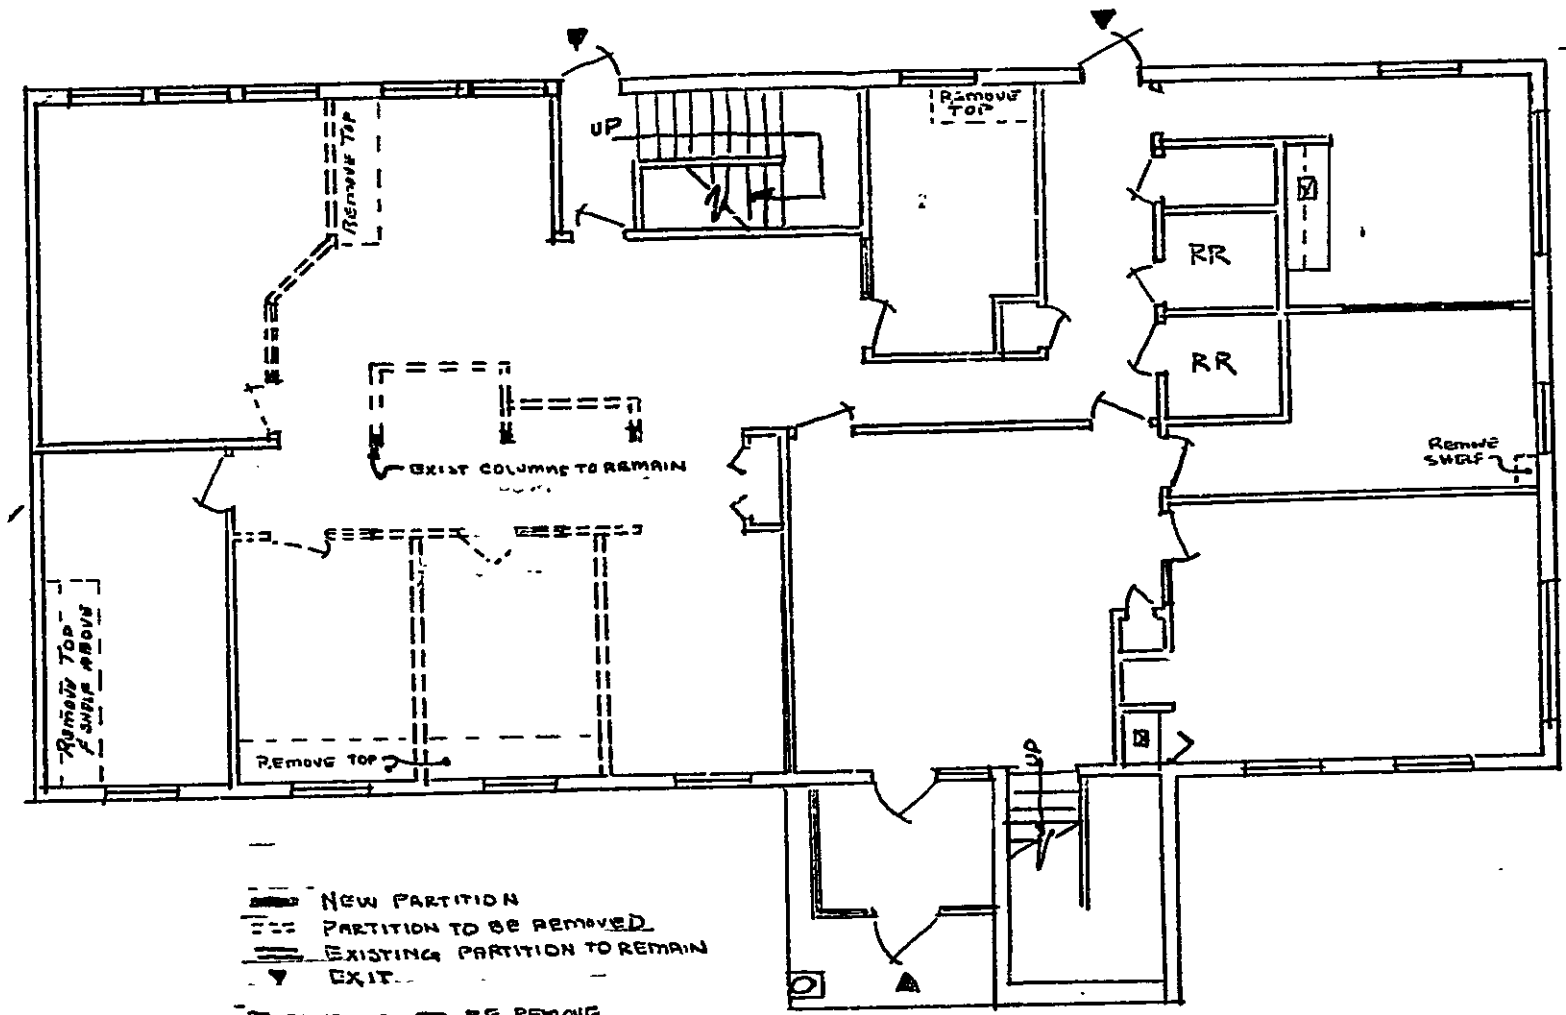 REMOVE TOP
UP
REMOVE
TOP
RR
RR
EXIST COLUMNS TO REMAIN
REMOVE
SHELF
REMOVE TOP
SHELF ABOVE
REMOVE TOP
UP
NEW PARTITION
PARTITION TO BE REMOVED
EXISTING PARTITION TO REMAIN
EXIT
BE